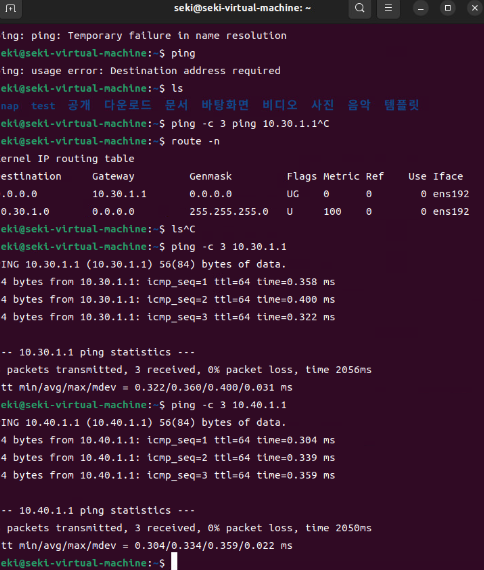 seki@seki-virtual-machine: ~
ing: ping: Temporary failure in name resolution
eki@seki-virtual-machine:~$ ping
ing: usage error: Destination address required
eki@seki-virtual-machine:~$ ls
nap test 공개 다운로드 문서 바탕화면 비디오 사진 음악 템플릿
eki@seki-virtual-machine:~$ ping -c 3 ping 10.30.1.1^C
eki@seki-virtual-machine:~$ route -n
ernel IP routing table
estination Gateway Genmask Flags Metric Ref Use Iface
.0.0.0 10.30.1.1 0.0.0.0 UG 0 0 0 ens192
0.30.1.0 0.0.0.0 255.255.255.0 U 100 0 0 ens192
eki@seki-virtual-machine:~$ ls^C
eki@seki-virtual-machine:~$ ping -c 3 10.30.1.1
ING 10.30.1.1 (10.30.1.1) 56(84) bytes of data.
4 bytes from 10.30.1.1: icmp_seq=1 ttl=64 time=0.358 ms
4 bytes from 10.30.1.1: icmp_seq=2 ttl=64 time=0.400 ms
4 bytes from 10.30.1.1: icmp_seq=3 ttl=64 time=0.322 ms
-- 10.30.1.1 ping statistics ---
packets transmitted, 3 received, 0% packet loss, time 2056ms
tt min/avg/max/mdev = 0.322/0.360/0.400/0.031 ms
eki@seki-virtual-machine:~$ ping -c 3 10.40.1.1
ING 10.40.1.1 (10.40.1.1) 56(84) bytes of data.
4 bytes from 10.40.1.1: icmp_seq=1 ttl=64 time=0.304 ms
4 bytes from 10.40.1.1: icmp_seq=2 ttl=64 time=0.339 ms
4 bytes from 10.40.1.1: icmp_seq=3 ttl=64 time=0.359 ms
-- 10.40.1.1 ping statistics ---
packets transmitted, 3 received, 0% packet loss, time 2050ms
tt min/avg/max/mdev = 0.304/0.334/0.359/0.022 ms
eki@seki-virtual-machine:~$